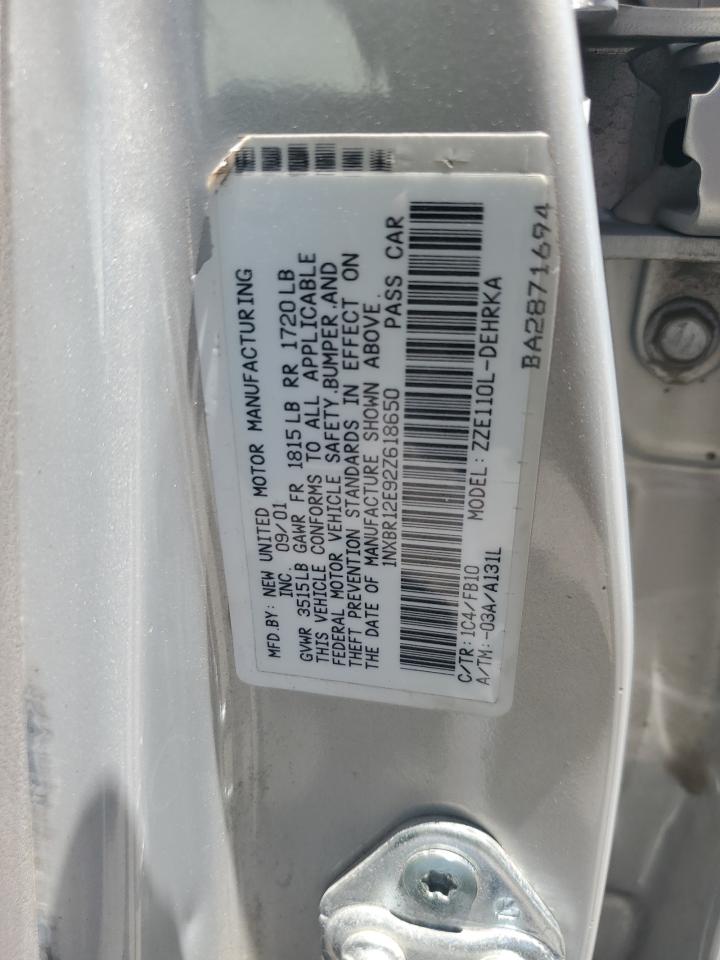 MFD.BY: NEW UNITED MOTOR MANUFACTURING
INC. 09/01
GVWR 3515LB GAWR FR 1815LB RR 1720LB
THIS VEHICLE CONFORMS TO ALL APPLICABLE
FEDERAL MOTOR VEHICLE SAFETY,BUMPER,AND
THEFT PREVENTION STANDARDS IN EFFECT ON
THE DATE OF MANUFACTURE SHOWN ABOVE.
1NXBR12E92Z618650 PASS CAR
C/TR:1C4/FB10 MODEL:ZZE110L-DEHRKA
A/TM:-03A/A131L
BA2871694